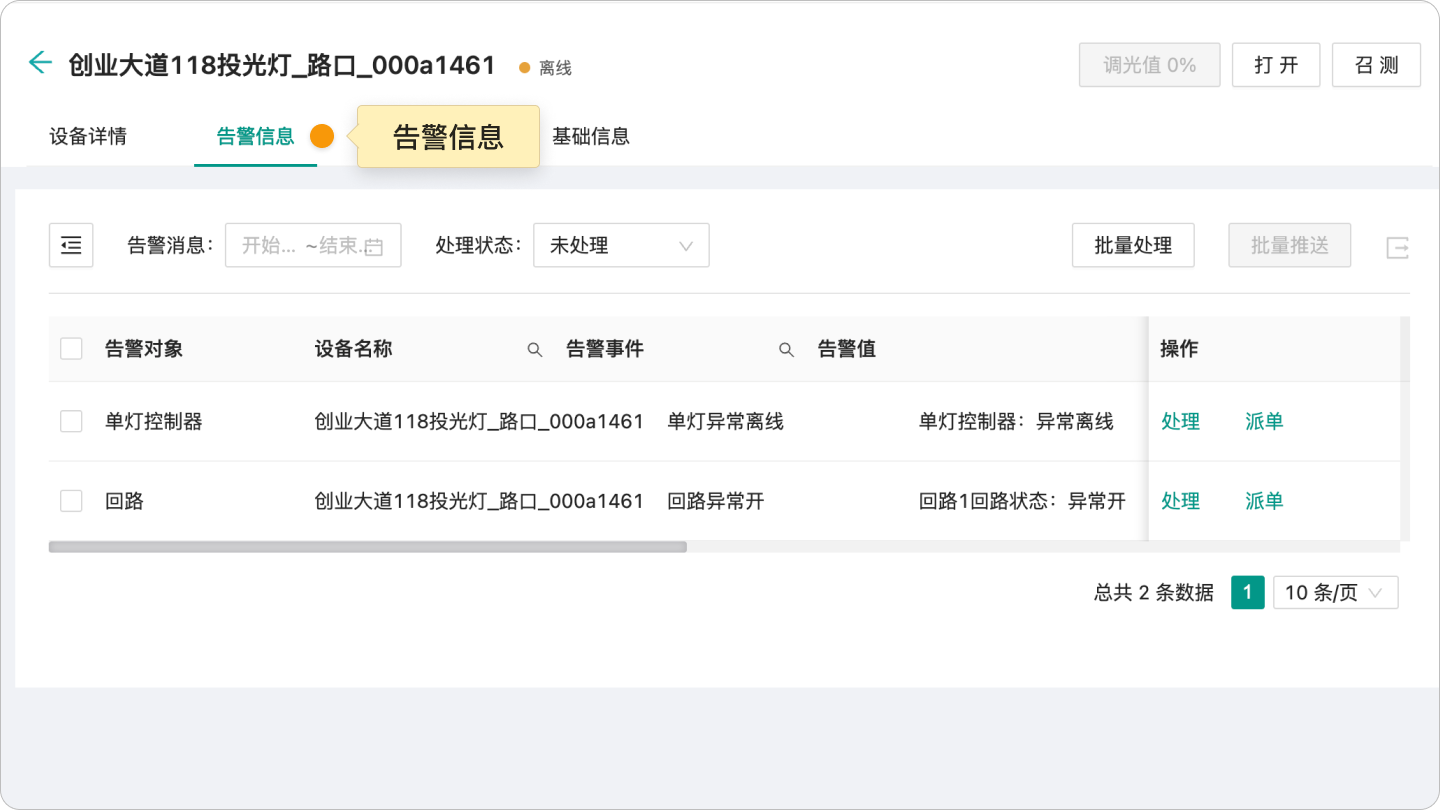 创业大道118投光灯_路口_000a1461 离线 调光值 0% 打 开 召 测
设备详情 告警信息 告警信息 基础信息
告警消息: 开始... ~结束. 处理状态: 未处理 批量处理 批量推送
告警对象 设备名称 告警事件 告警值 操作
单灯控制器 创业大道118投光灯_路口_000a1461 单灯异常离线 单灯控制器：异常离线 处理 派单
回路 创业大道118投光灯_路口_000a1461 回路异常开 回路1回路状态：异常开 处理 派单
总共 2 条数据 1 10 条/页